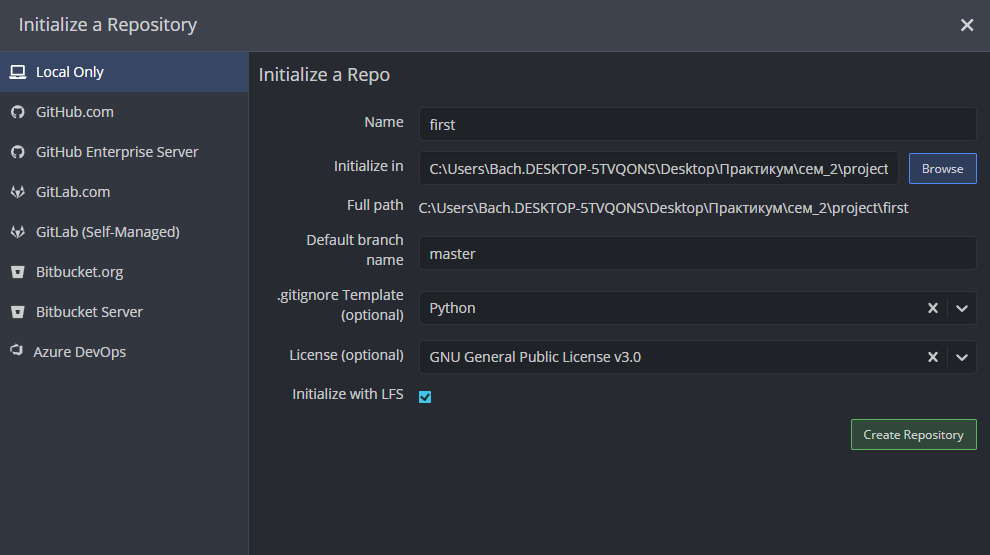 Initialize a Repository
Local Only
GitHub.com
GitHub Enterprise Server
GitLab.com
GitLab (Self-Managed)
Bitbucket.org
Bitbucket Server
Azure DevOps
Initialize a Repo
Name first
Initialize in C:\Users\Bach.DESKTOP-5TVQONS\Desktop\Практикум\сем_2\project Browse
Full path C:\Users\Bach.DESKTOP-5TVQONS\Desktop\Практикум\сем_2\project\first
Default branch
name master
.gitignore Template
(optional) Python
License (optional) GNU General Public License v3.0
Initialize with LFS
Create Repository